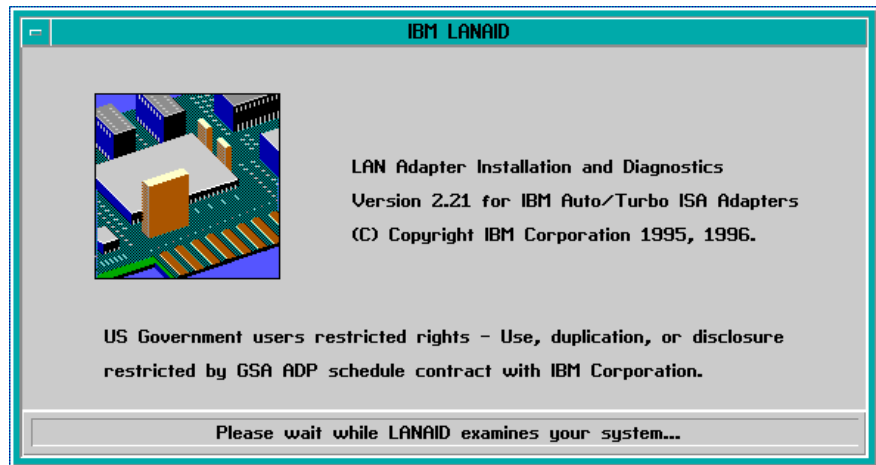 IBM LANAID
LAN Adapter Installation and Diagnostics
Version 2.21 for IBM Auto/Turbo ISA Adapters
(C) Copyright IBM Corporation 1995, 1996.
US Government users restricted rights - Use, duplication, or disclosure
restricted by GSA ADP schedule contract with IBM Corporation.
Please wait while LANAID examines your system...